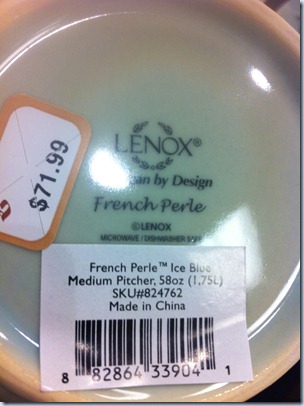 LENOX®
by Design
French Perle
©LENOX
MICROWAVE / DISHWASHER SAFE
$71.99
French Perle™ Ice Blue
Medium Pitcher, 58oz (1.75L)
SKU#824762
Made in China
8 82864 33904 1